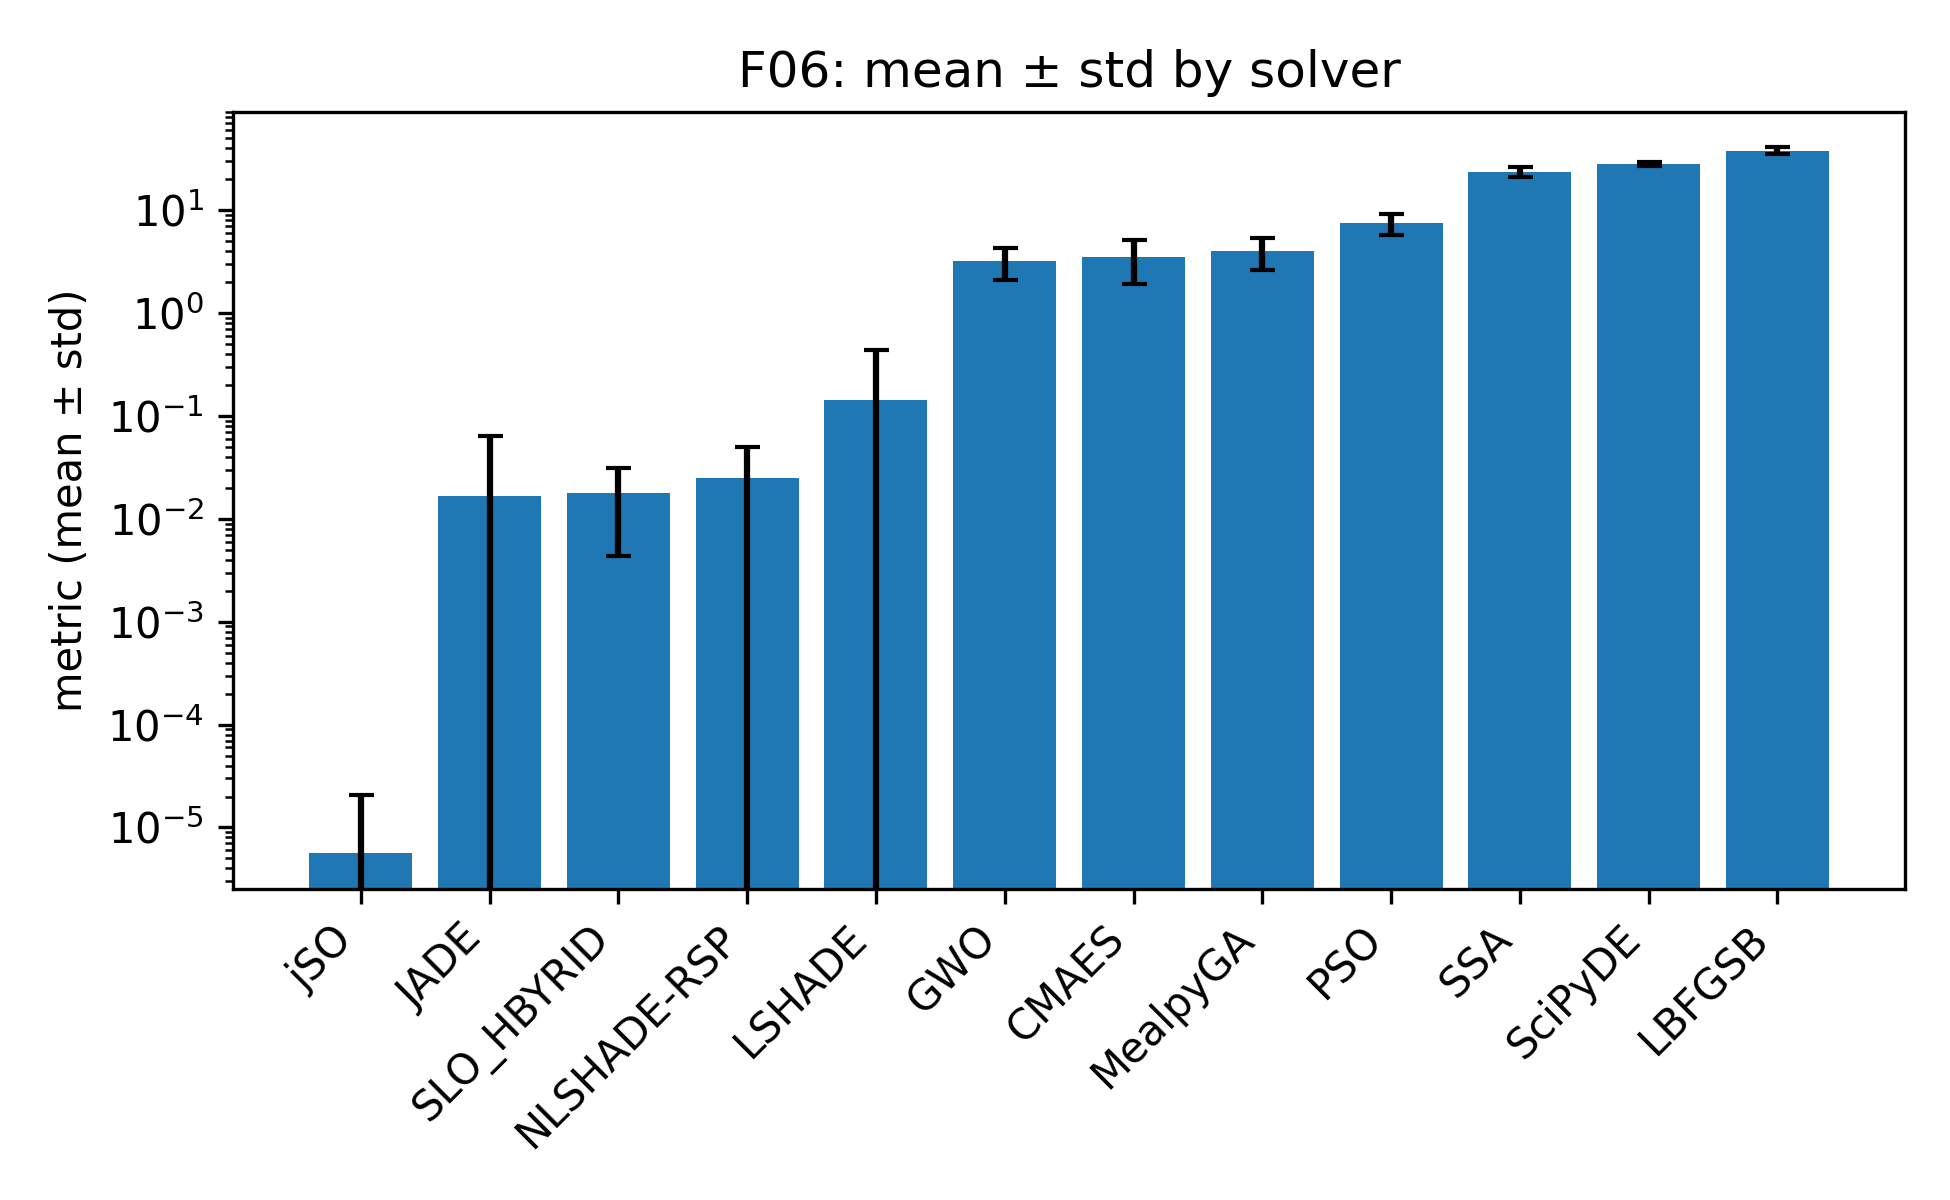 F06: mean ± std by solver
metric (mean ± std)
10¹
10⁰
10⁻¹
10⁻²
10⁻³
10⁻⁴
10⁻⁵
jSO
JADE
SLO_HBYRID
NLSHADE-RSP
LSHADE
GWO
CMAES
MealpyGA
PSO
SSA
SciPyDE
LBFGSB